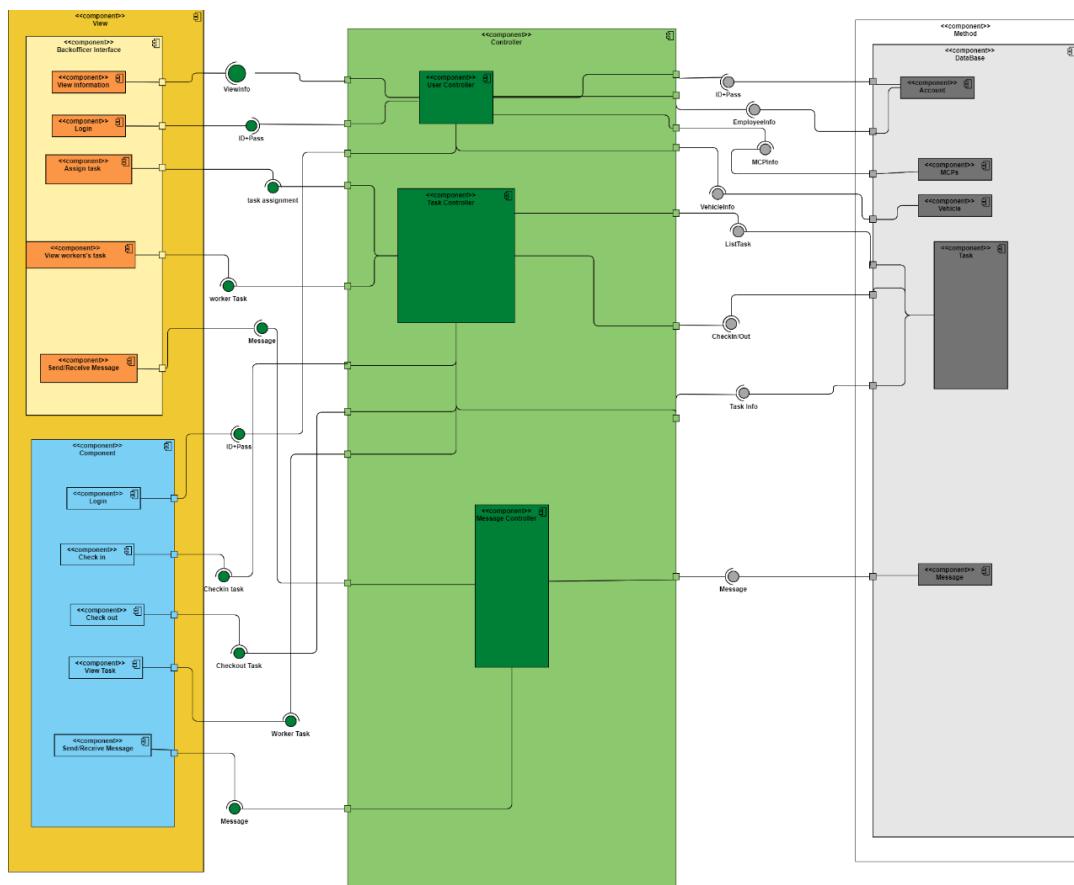 <<component>>
View
<<component>>
Backofficer Interface
<<component>>
View information
<<component>>
Login
<<component>>
Assign task
<<component>>
View workers's task
<<component>>
Send/Receive Message
<<component>>
Component
<<component>>
Login
<<component>>
Check in
<<component>>
Check out
<<component>>
View Task
<<component>>
Send/Receive Message
ViewInfo
ID+Pass
task assignment
worker Task
Message
ID+Pass
Checkin task
Checkout Task
Worker Task
Message
<<component>>
Controller
<<component>>
User Controller
<<component>>
Task Controller
<<component>>
Message Controller
ID+Pass
EmployeeInfo
MCPInfo
VehicleInfo
ListTask
Checkin/Out
Task Info
Message
<<component>>
Method
<<component>>
DataBase
<<component>>
Account
<<component>>
MCPs
<<component>>
Vehicle
<<component>>
Task
<<component>>
Message